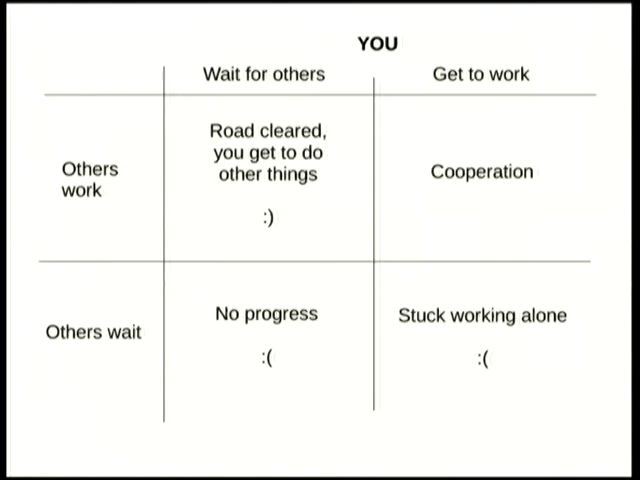 YOU
Wait for others
Get to work
Others
work
Road cleared,
you get to do
other things
:)
Cooperation
Others wait
No progress
:(
Stuck working alone
:(